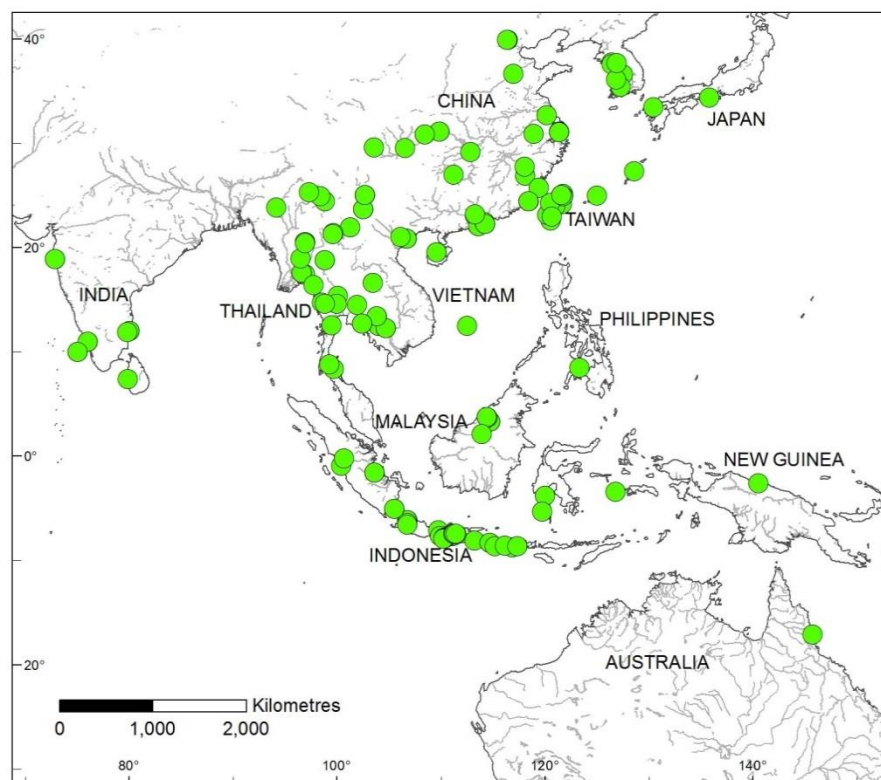 40°
CHINA
JAPAN
TAIWAN
20°
INDIA
THAILAND
VIETNAM
PHILIPPINES
MALAYSIA
0°
NEW GUINEA
INDONESIA
20°
AUSTRALIA
Kilometres
0 1,000 2,000
80° 100 120 140